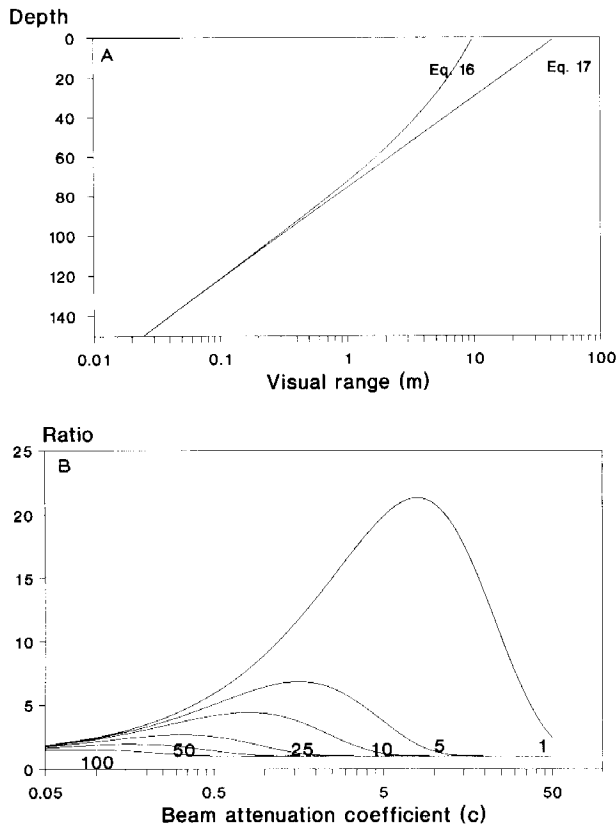 Depth
A
0
20
40
60
80
100
120
140
Eq. 16
Eq. 17
0.01 0.1 1 10 100
Visual range (m)
Ratio
B
25
20
15
10
5
0
100 50 25 10 5 1
0.05 0.5 5 50
Beam attenuation coefficient (c)